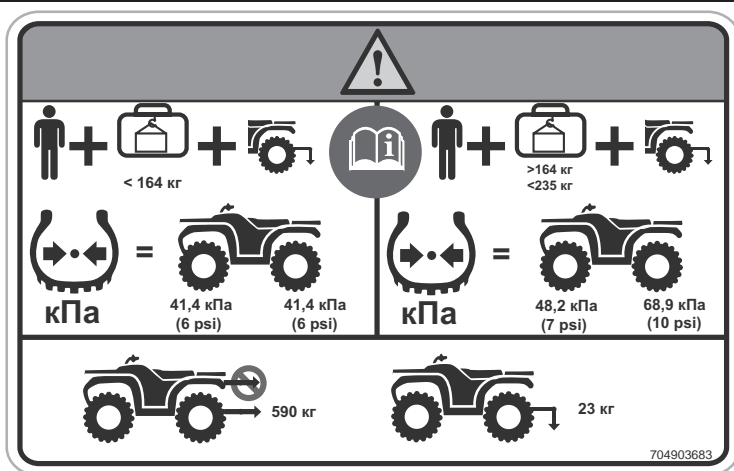 < 164 кг
кПа
=
41,4 кПа
(6 psi)
41,4 кПа
(6 psi)
>164 кг
<235 кг
кПа
=
48,2 кПа
(7 psi)
68,9 кПа
(10 psi)
590 кг
23 кг
704903683